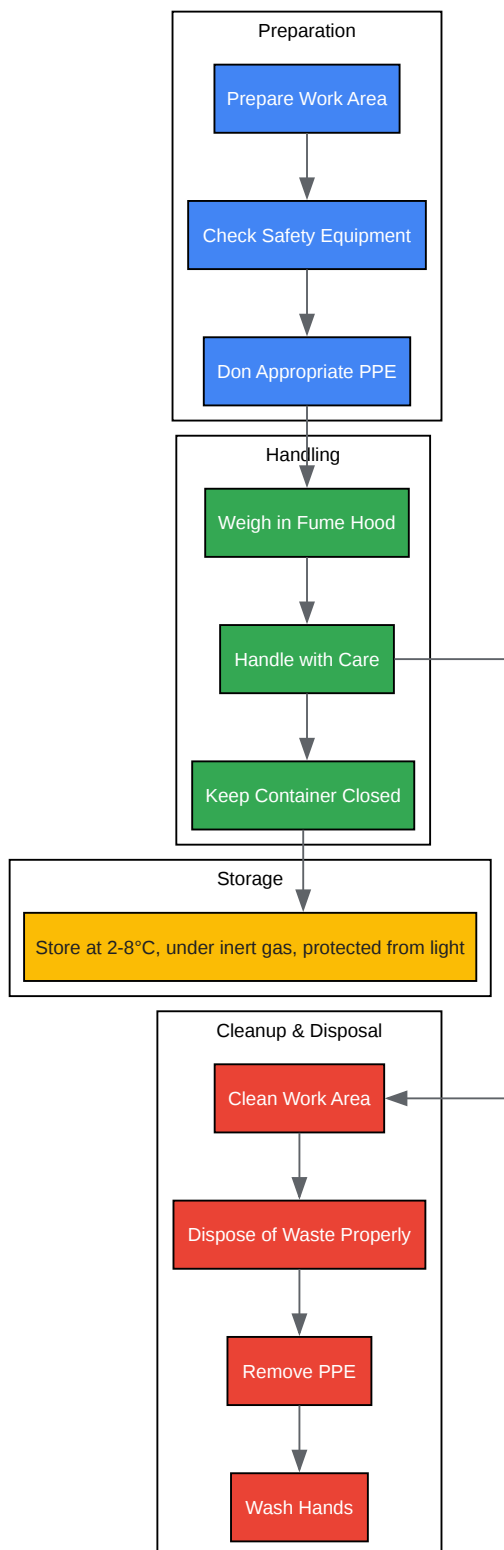 Preparation
Prepare Work Area
Check Safety Equipment
Don Appropriate PPE
Handling
Weigh in Fume Hood
Handle with Care
Keep Container Closed
Storage
Store at 2-8°C, under inert gas, protected from light
Cleanup & Disposal
Clean Work Area
Dispose of Waste Properly
Remove PPE
Wash Hands